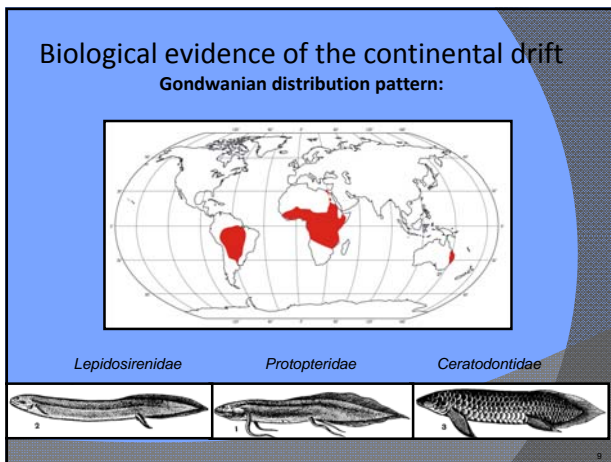 Biological evidence of the continental drift
Gondwanian distribution pattern:
Lepidosirenidae Protopteridae Ceratodontidae
2 1 3
9